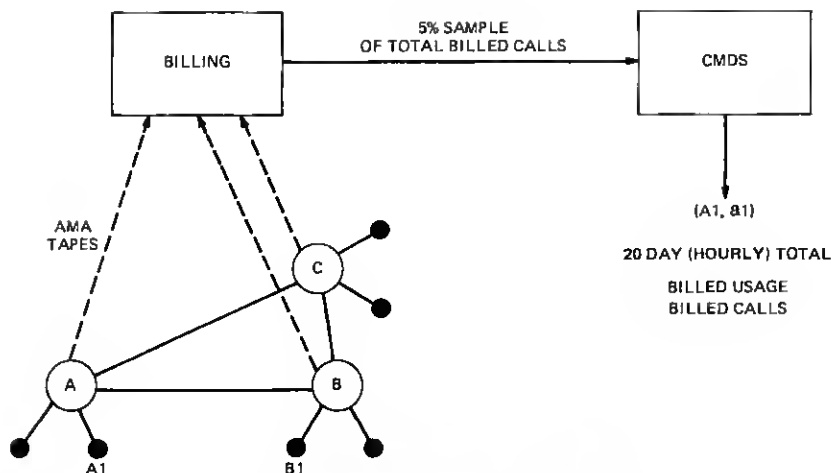 5% SAMPLE
OF TOTAL BILLED CALLS
BILLING
CMDS
AMA
TAPES
(A1, B1)
20 DAY (HOURLY) TOTAL
BILLED USAGE
BILLED CALLS
C
A
B
A1
B1